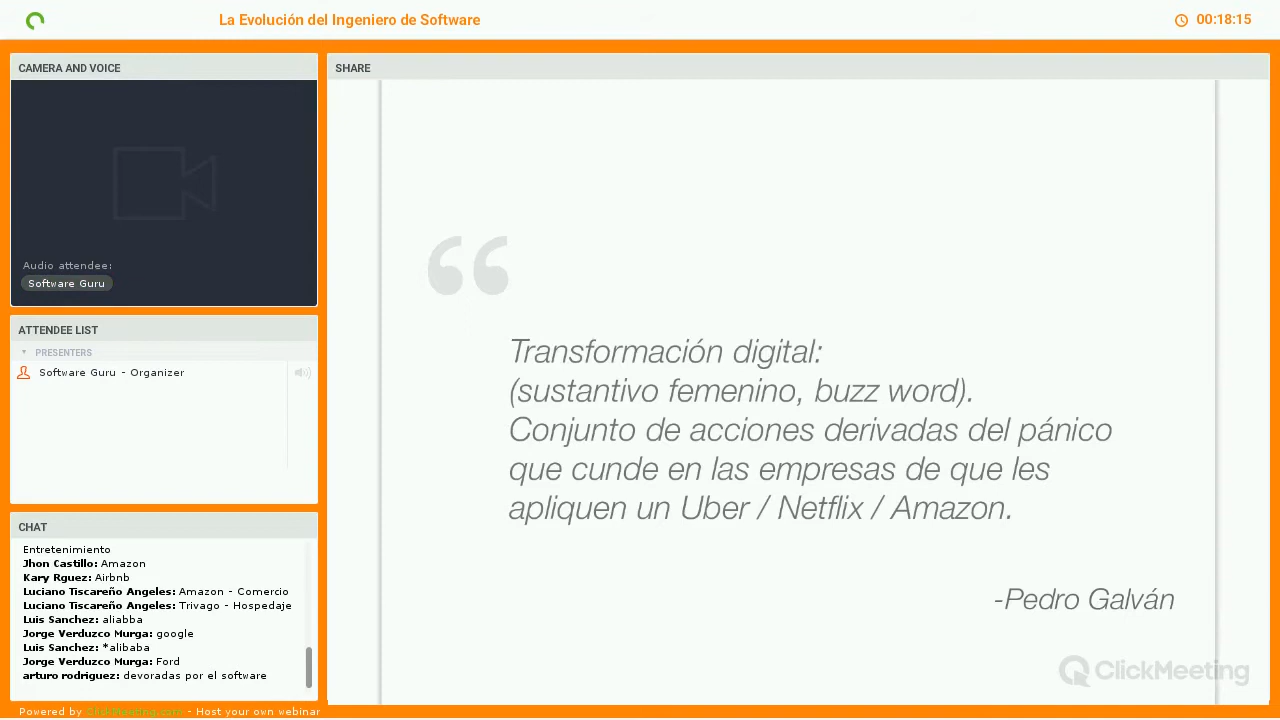 La Evolución del Ingeniero de Software
00:18:15
CAMERA AND VOICE
Audio attendee:
Software Guru
ATTENDEE LIST
PRESENTERS
Software Guru - Organizer
CHAT
Entretenimiento
Jhon Castillo: Amazon
Kary Rguez: Airbnb
Luciano Tiscareño Angeles: Amazon - Comercio
Luciano Tiscareño Angeles: Trivago - Hospedaje
Luis Sanchez: aliabba
Jorge Verduzco Murga: google
Luis Sanchez: *alibaba
Jorge Verduzco Murga: Ford
arturo rodriguez: devoradas por el software
Powered by ClickMeeting.com - Host your own webinar
SHARE
“
Transformación digital:
(sustantivo femenino, buzz word).
Conjunto de acciones derivadas del pánico
que cunde en las empresas de que les
apliquen un Uber / Netflix / Amazon.
-Pedro Galván
ClickMeeting